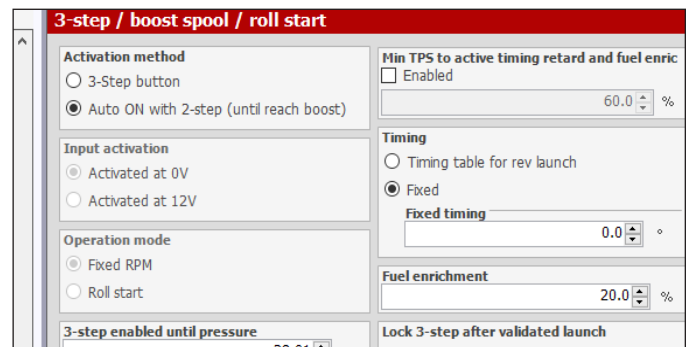 3-step / boost spool / roll start
Activation method
3-Step button
Auto ON with 2-step (until reach boost)
Input activation
Activated at 0V
Activated at 12V
Operation mode
Fixed RPM
Roll start
3-step enabled until pressure
Min TPS to active timing retard and fuel enric
Enabled
60.0 %
Timing
Timing table for rev launch
Fixed
Fixed timing
0.0 °
Fuel enrichment
20.0 %
Lock 3-step after validated launch